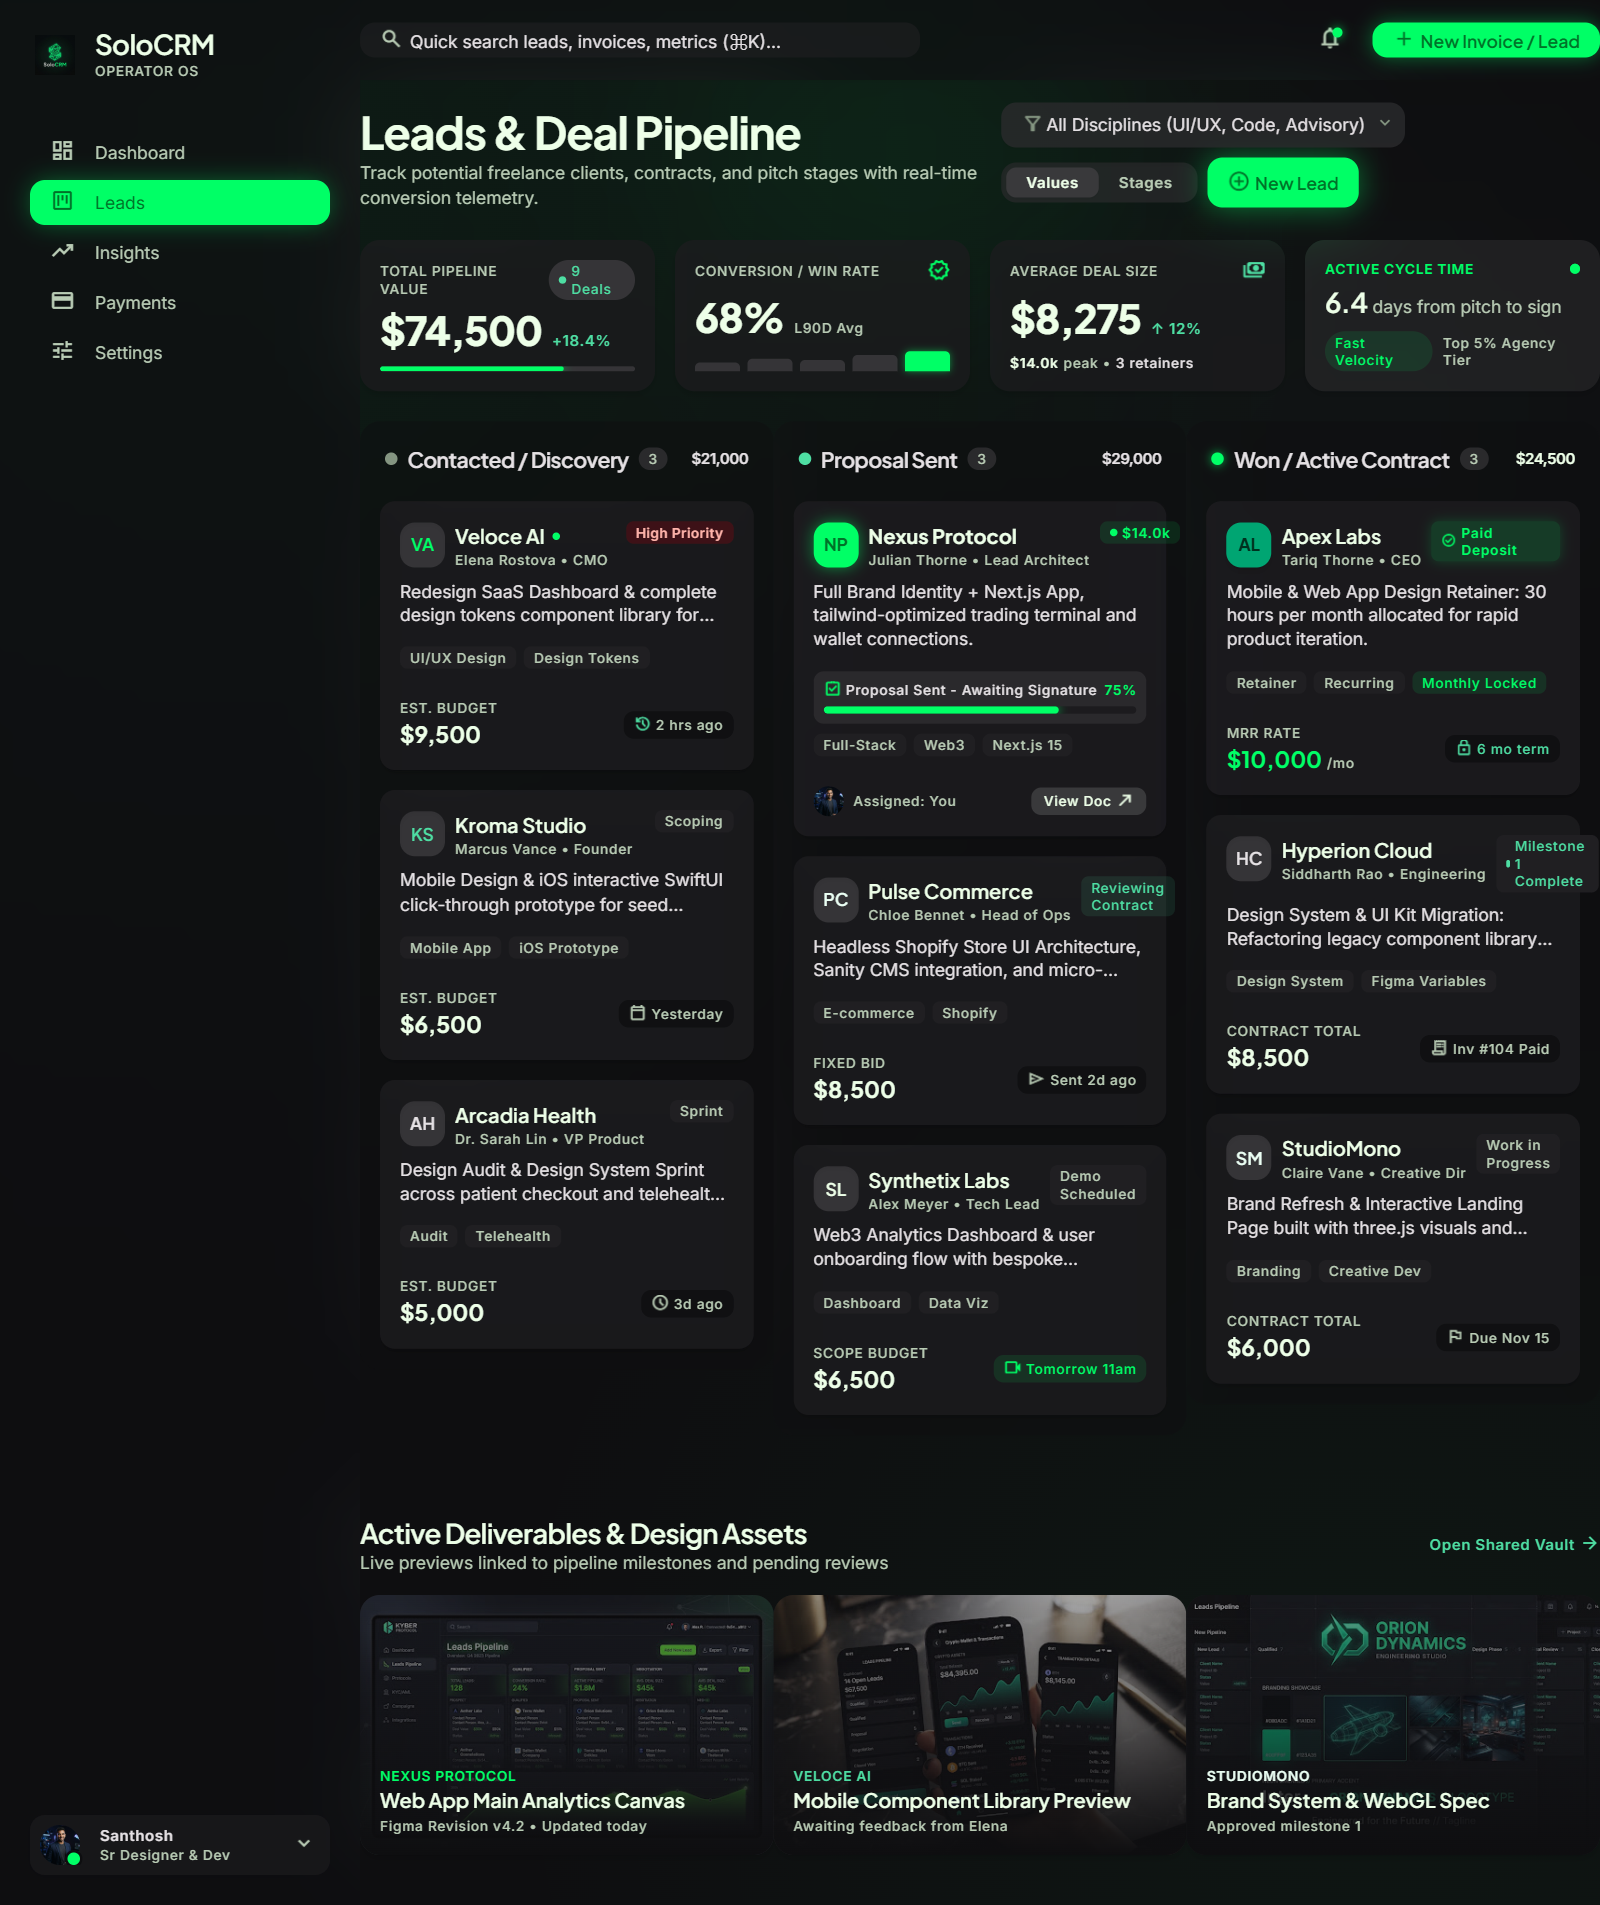 SoloCRM
OPERATOR OS
Dashboard
Leads
Insights
Payments
Settings
Santhosh
Sr Designer & Dev
Quick search leads, invoices, metrics (⌘K)...
New Invoice / Lead
Leads & Deal Pipeline
Track potential freelance clients, contracts, and pitch stages with real-time
conversion telemetry.
All Disciplines (UI/UX, Code, Advisory)
Values
Stages
New Lead
TOTAL PIPELINE
VALUE
9
Deals
$74,500 +18.4%
CONVERSION / WIN RATE
68% L90D Avg
AVERAGE DEAL SIZE
$8,275 ↑ 12%
$14.0k peak • 3 retainers
ACTIVE CYCLE TIME
6.4 days from pitch to sign
Fast
Velocity
Top 5% Agency
Tier
Contacted / Discovery 3 $21,000
VA
Veloce AI
High Priority
Elena Rostova • CMO
Redesign SaaS Dashboard & complete
design tokens component library for...
UI/UX Design
Design Tokens
EST. BUDGET
$9,500
2 hrs ago
KS
Kroma Studio
Scoping
Marcus Vance • Founder
Mobile Design & iOS interactive SwiftUI
click-through prototype for seed...
Mobile App
iOS Prototype
EST. BUDGET
$6,500
Yesterday
AH
Arcadia Health
Sprint
Dr. Sarah Lin • VP Product
Design Audit & Design System Sprint
across patient checkout and telehealt...
Audit
Telehealth
EST. BUDGET
$5,000
3d ago
Proposal Sent 3 $29,000
NP
Nexus Protocol
$14.0k
Julian Thorne • Lead Architect
Full Brand Identity + Next.js App,
tailwind-optimized trading terminal and
wallet connections.
Proposal Sent - Awaiting Signature 75%
Full-Stack
Web3
Next.js 15
Assigned: You
View Doc
PC
Pulse Commerce
Reviewing
Contract
Chloe Bennet • Head of Ops
Headless Shopify Store UI Architecture,
Sanity CMS integration, and micro-...
E-commerce
Shopify
FIXED BID
$8,500
Sent 2d ago
SL
Synthetix Labs
Demo
Scheduled
Alex Meyer • Tech Lead
Web3 Analytics Dashboard & user
onboarding flow with bespoke...
Dashboard
Data Viz
SCOPE BUDGET
$6,500
Tomorrow 11am
Won / Active Contract 3 $24,500
AL
Apex Labs
Paid
Deposit
Tariq Thorne • CEO
Mobile & Web App Design Retainer: 30
hours per month allocated for rapid
product iteration.
Retainer
Recurring
Monthly Locked
MRR RATE
$10,000 /mo
6 mo term
HC
Hyperion Cloud
Milestone
1
Complete
Siddharth Rao • Engineering
Design System & UI Kit Migration:
Refactoring legacy component library...
Design System
Figma Variables
CONTRACT TOTAL
$8,500
Inv #104 Paid
SM
StudioMono
Work in
Progress
Claire Vane • Creative Dir
Brand Refresh & Interactive Landing
Page built with three.js visuals and...
Branding
Creative Dev
CONTRACT TOTAL
$6,000
Due Nov 15
Active Deliverables & Design Assets
Live previews linked to pipeline milestones and pending reviews
Open Shared Vault →
KYBER
Leads Pipeline
NEXUS PROTOCOL
Web App Main Analytics Canvas
Figma Revision v4.2 • Updated today
$84,395.00
$8,145.00
VELOCE AI
Mobile Component Library Preview
Awaiting feedback from Elena
Leads Pipeline
ORION
DYNAMICS
ENGINEERING STUDIO
BRANDING SHOWCASE
STUDIOMONO
Brand System & WebGL Spec
Approved milestone 1